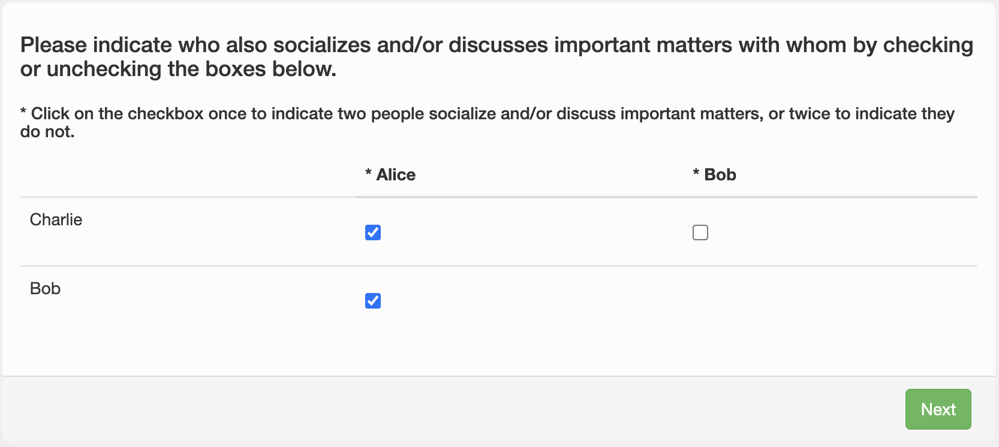 Please indicate who also socializes and/or discusses important matters with whom by checking
or unchecking the boxes below.
* Click on the checkbox once to indicate two people socialize and/or discuss important matters, or twice to indicate they
do not.
* Alice * Bob
Charlie
Bob
Next